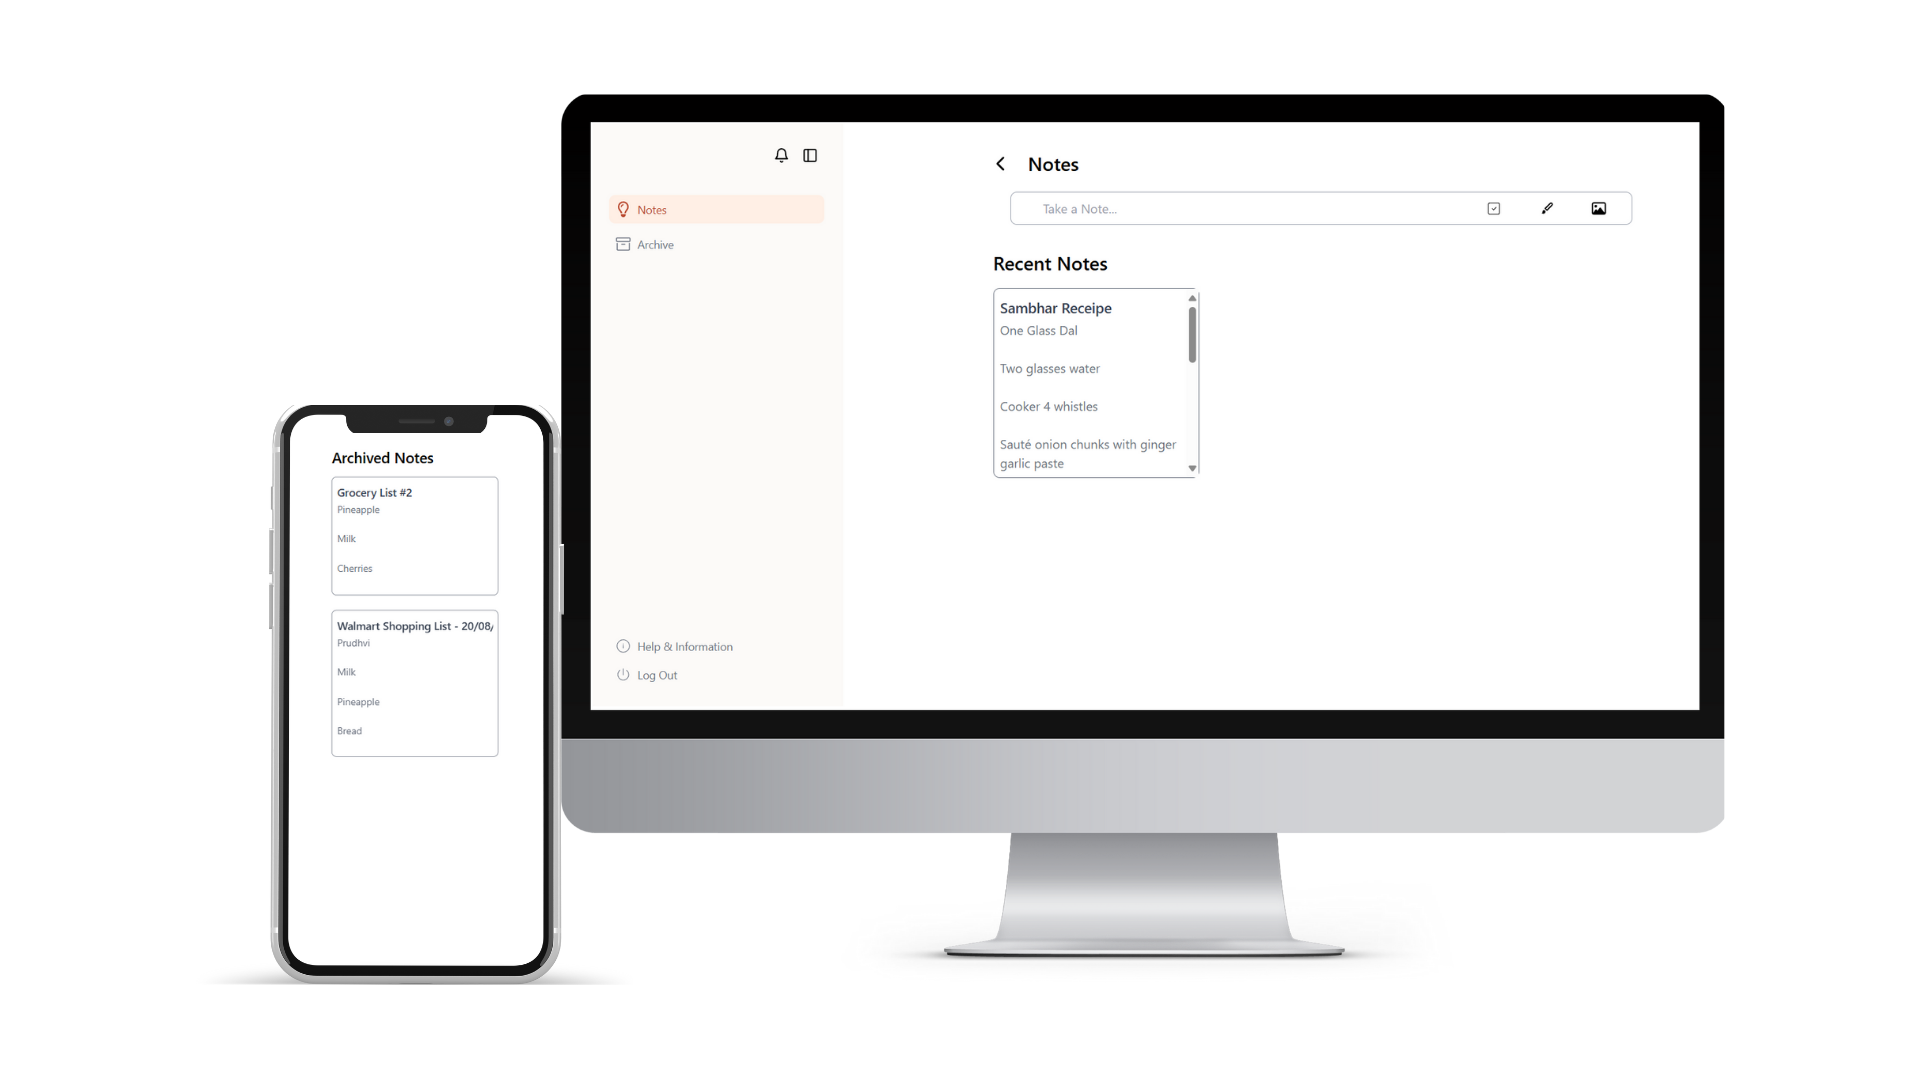 Archived Notes
Grocery List #2
Pineapple
Milk
Cherries
Walmart Shopping List - 20/08/
Prudhvi
Milk
Pineapple
Bread
Notes
Archive
Help & Information
Log Out
Notes
Take a Note...
Recent Notes
Sambhar Receipe
One Glass Dal
Two glasses water
Cooker 4 whistles
Sauté onion chunks with ginger
garlic paste